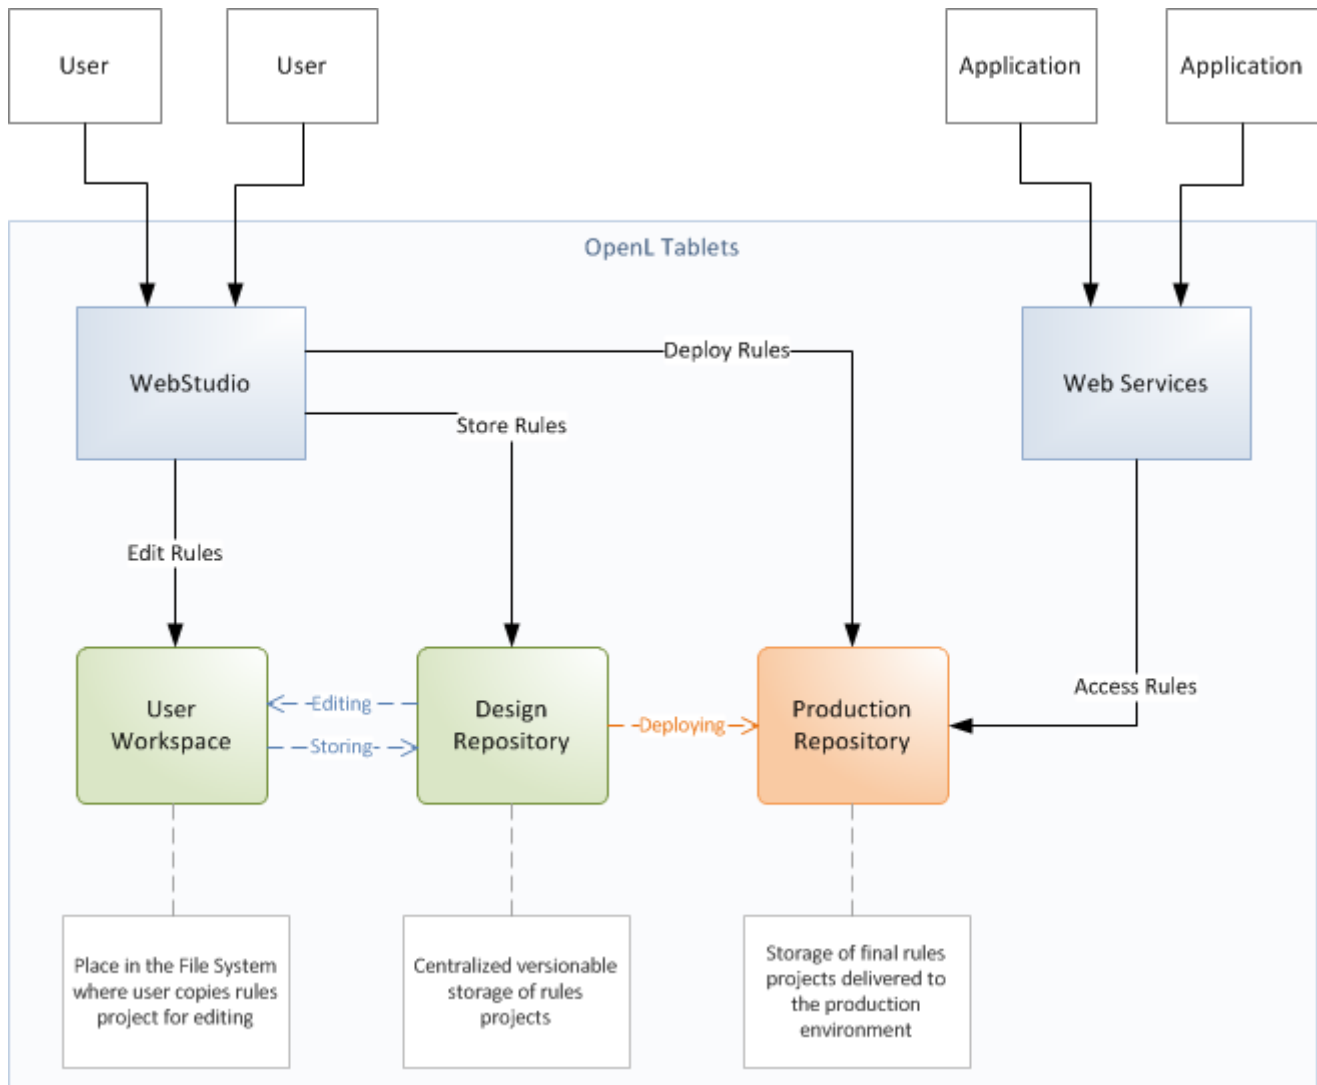 User
User
Application
Application
OpenL Tablets
WebStudio
Deploy Rules
Web Services
Store Rules
Edit Rules
Access Rules
User
Workspace
Editing
Storing
Design
Repository
Deploying
Production
Repository
Place in the File System
where user copies rules
project for editing
Centralized versionable
storage of rules
projects
Storage of final rules
projects delivered to
the production
environment